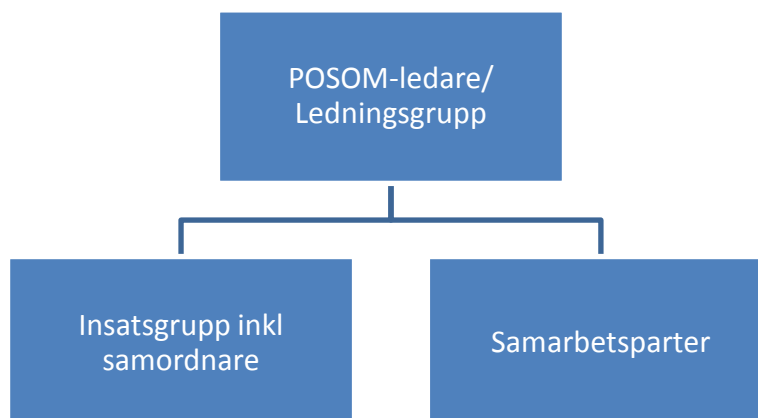 POSOM-ledare/
Ledningsgrupp
Insatsgrupp inkl
samordnare
Samarbetsparter